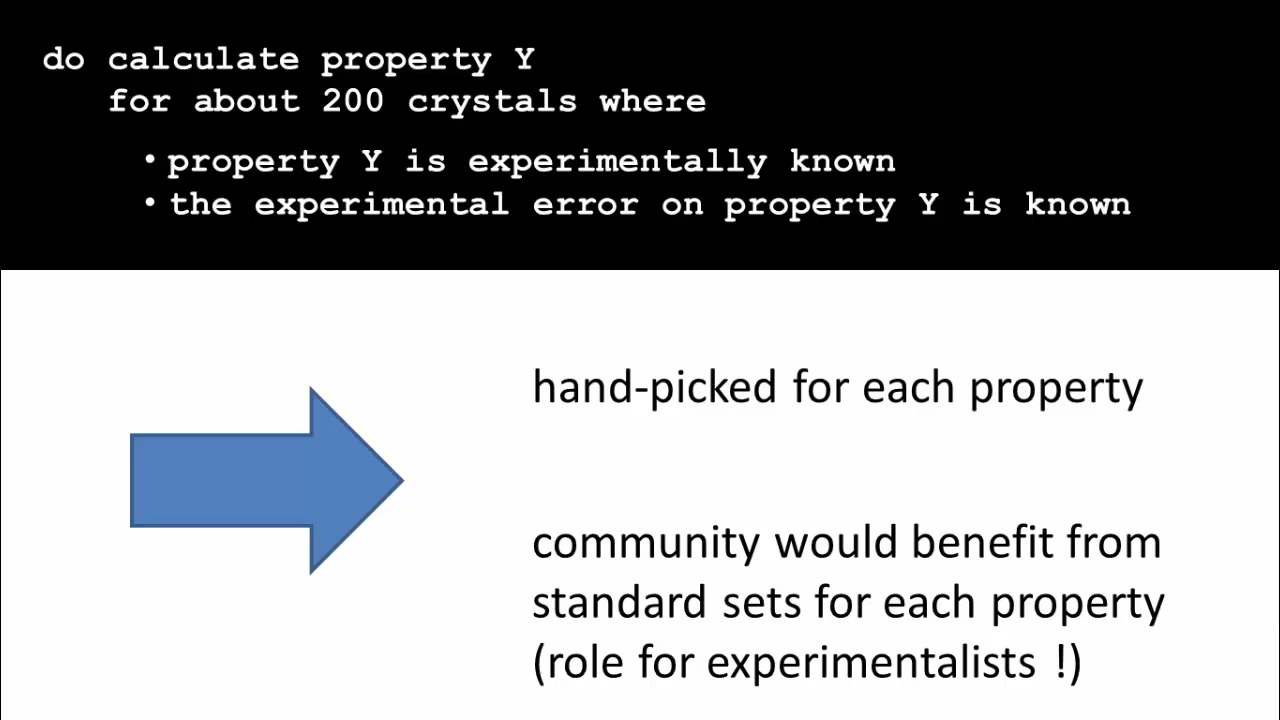 do calculate property Y
for about 200 crystals where
• property Y is experimentally known
• the experimental error on property Y is known
hand-picked for each property
community would benefit from
standard sets for each property
(role for experimentalists !)